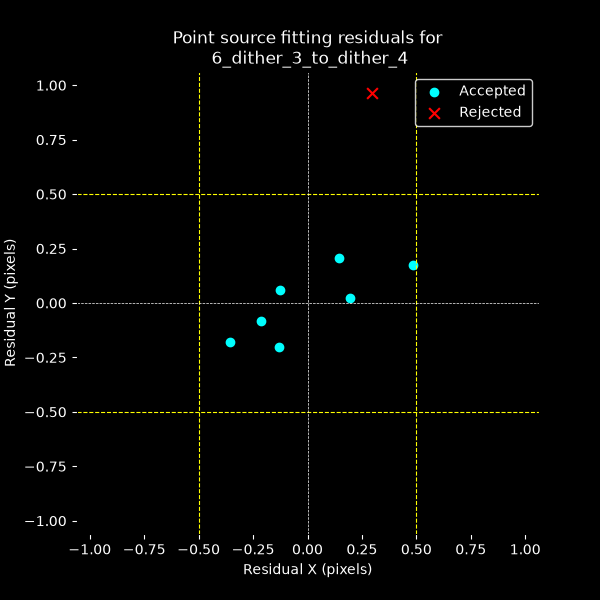 Point source fitting residuals for
6_dither_3_to_dither_4
Accepted
Rejected
1.00
0.75
0.50
0.25
0.00
−0.25
−0.50
−0.75
−1.00
Residual Y (pixels)
−1.00 −0.75 −0.50 −0.25 0.00 0.25 0.50 0.75 1.00
Residual X (pixels)